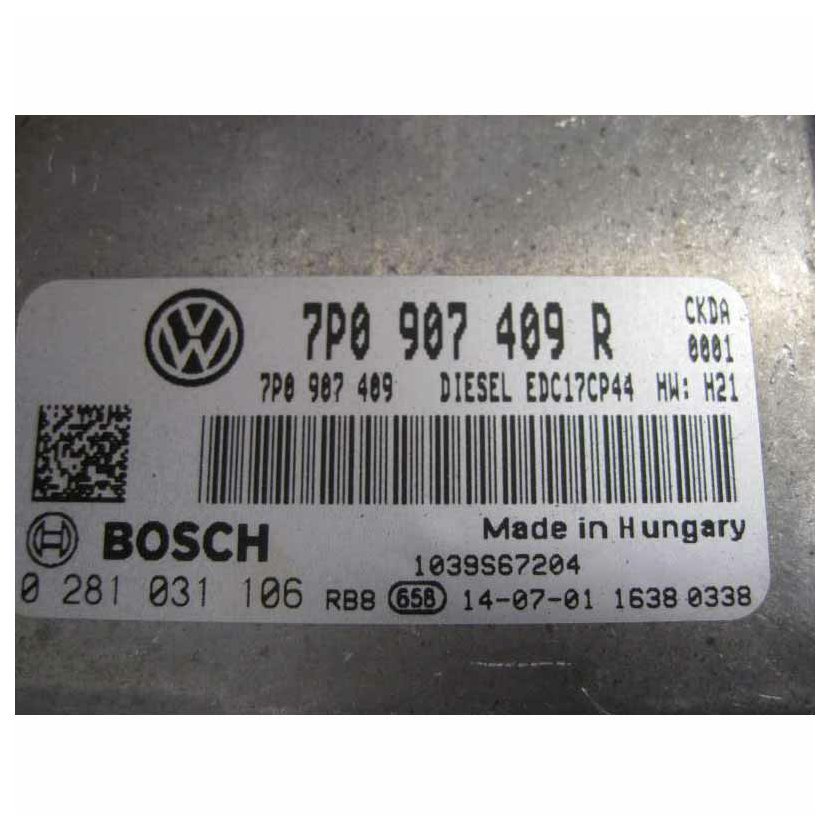 7P0 907 409 R CKDA
0001
7P0 907 409 DIESEL EDC17CP44 HW: H21
BOSCH Made in Hungary
1039S67204
0 281 031 106 RB8 658 14-07-01 1638 0338